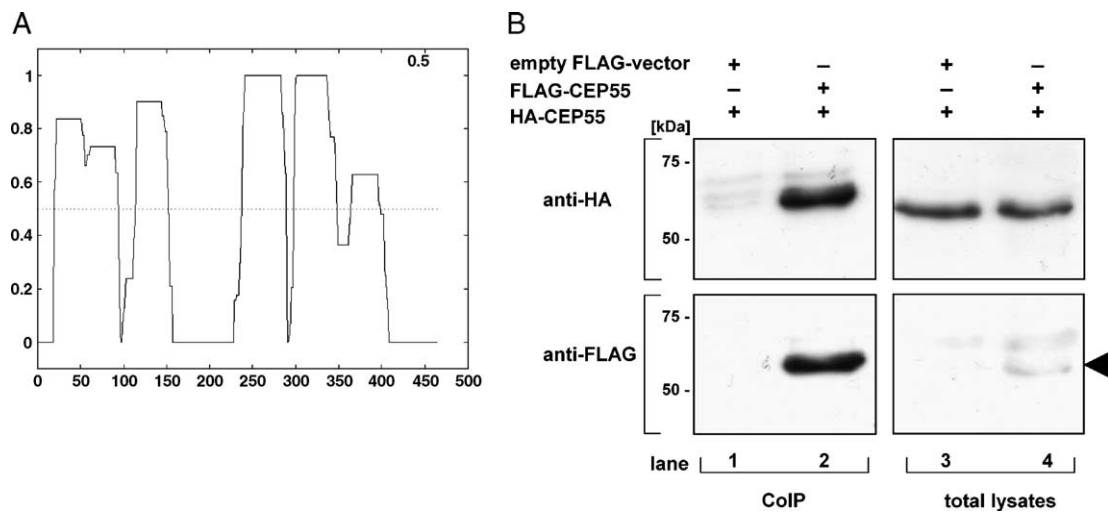 A
0.5
1
0.8
0.6
0.4
0.2
0
0 50 100 150 200 250 300 350 400 450 500
B
empty FLAG-vector + – + –
FLAG-CEP55 – + – +
HA-CEP55 + + + +
[kDa]
75 -
anti-HA
50 -
75 -
anti-FLAG
50 -
lane 1 2 3 4
CoIP total lysates